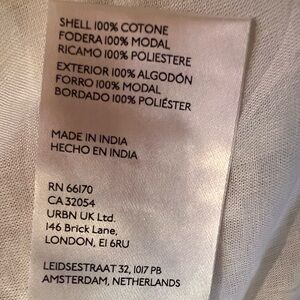 SHELL 100% COTONE
FODERA 100% MODAL
RICAMO 100% POLIESTERE
EXTERIOR 100% ALGODÓN
FORRO 100% MODAL
BORDADO 100% POLIÉSTER
MADE IN INDIA
HECHO EN INDIA
RN 66170
CA 32054
URBN UK Ltd.
146 Brick Lane,
LONDON, E1 6RU
LEIDSESTRAAT 32, 1017 PB
AMSTERDAM, NETHERLANDS